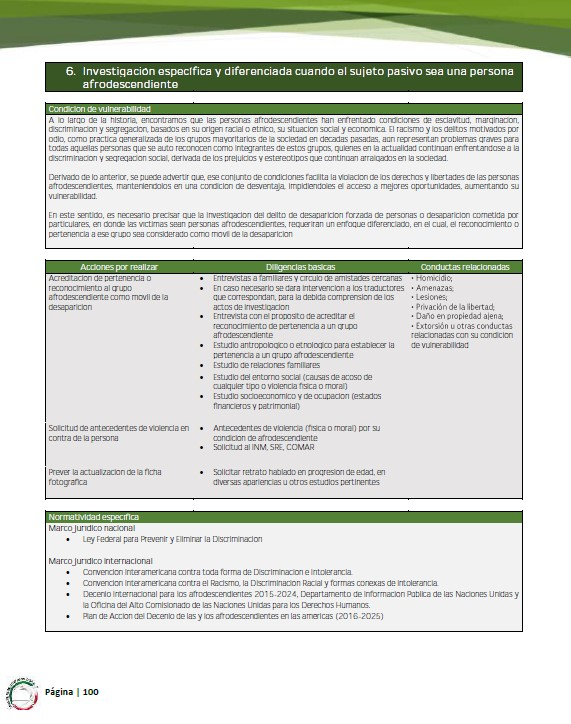 6. Investigación específica y diferenciada cuando el sujeto pasivo sea una persona
afrodescendiente
Condición de vulnerabilidad
A lo largo de la historia, encontramos que las personas afrodescendientes han enfrentado condiciones de esclavitud, marginación,
discriminación y segregación, basados en su origen racial o étnico, su situación social y económica. El racismo y los delitos motivados por
odio, como práctica generalizada de los grupos mayoritarios de la sociedad en décadas pasadas, aún representan problemas graves para
todas aquellas personas que se auto reconocen como integrantes de estos grupos, quienes en la actualidad continúan enfrentándose a la
discriminación y segregación social, derivada de los prejuicios y estereotipos que continúan arraigados en la sociedad.
Derivado de lo anterior, se puede advertir que, ese conjunto de condiciones facilita la violación de los derechos y libertades de las personas
afrodescendientes, manteniéndolos en una condición de desventaja, impidiéndoles el acceso a mejores oportunidades, aumentando su
vulnerabilidad.
En este sentido, es necesario precisar que la investigación del delito de desaparición forzada de personas o desaparición cometida por
particulares, en donde las víctimas sean personas afrodescendientes, requerirán un enfoque diferenciado, en el cual, el reconocimiento o
pertenencia a ese grupo sea considerado como móvil de la desaparición
Acciones por realizar
Diligencias básicas
Conductas relacionadas
Acreditación de pertenencia o
reconocimiento al grupo
afrodescendiente como móvil de la
desaparición
• Entrevistas a familiares y círculo de amistades cercanas
• En caso necesario se dará intervención a los traductores
que correspondan, para la debida comprensión de los
actos de investigación
• Entrevista con el propósito de acreditar el
reconocimiento de pertenencia a un grupo
afrodescendiente
• Estudio antropológico o etnológico para establecer la
pertenencia a un grupo afrodescendiente
• Estudio de relaciones familiares
• Estudio del entorno social (causas de acoso de
cualquier tipo o violencia física o moral)
• Estudio socioeconómico y de ocupación (estados
financieros y patrimonial)
• Homicidio;
• Amenazas;
• Lesiones;
• Privación de la libertad;
• Daño en propiedad ajena;
• Extorsión u otras conductas
relacionadas con su condición
de vulnerabilidad
Solicitud de antecedentes de violencia en
contra de la persona
• Antecedentes de violencia (física o moral) por su
condición de afrodescendiente
• Solicitud al INM, SRE, COMAR
Prever la actualización de la ficha
fotográfica
• Solicitar retrato hablado en progresión de edad, en
diversas apariencias u otros estudios pertinentes
Normatividad específica
Marco jurídico nacional
• Ley Federal para Prevenir y Eliminar la Discriminación
Marco jurídico internacional
• Convención Interamericana contra toda forma de Discriminación e Intolerancia.
• Convención Interamericana contra el Racismo, la Discriminación Racial y formas conexas de Intolerancia.
• Decenio Internacional para los afrodescendientes 2015-2024, Departamento de Información Pública de las Naciones Unidas y
la Oficina del Alto Comisionado de las Naciones Unidas para los Derechos Humanos.
• Plan de Acción del Decenio de las y los afrodescendientes en las américas (2016-2025)
Página | 100